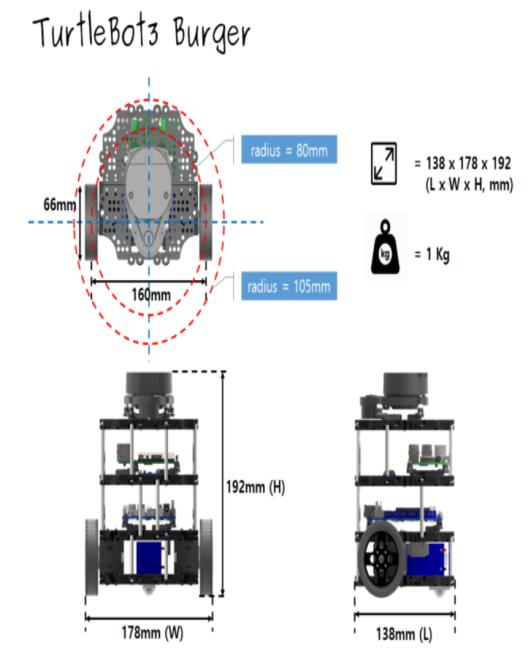 TurtleBot3 Burger
radius = 80mm
= 138 x 178 x 192
(L x W x H, mm)
66mm
kg
= 1 Kg
160mm
radius = 105mm
192mm (H)
178mm (W)
138mm (L)